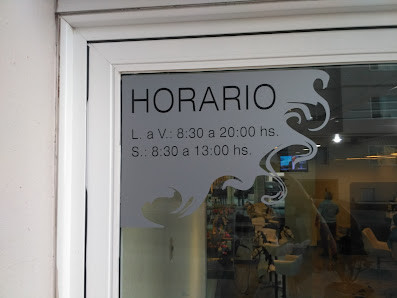 HORARIO
L. a V.: 8:30 a 20:00 hs.
S.: 8:30 a 13:00 hs.